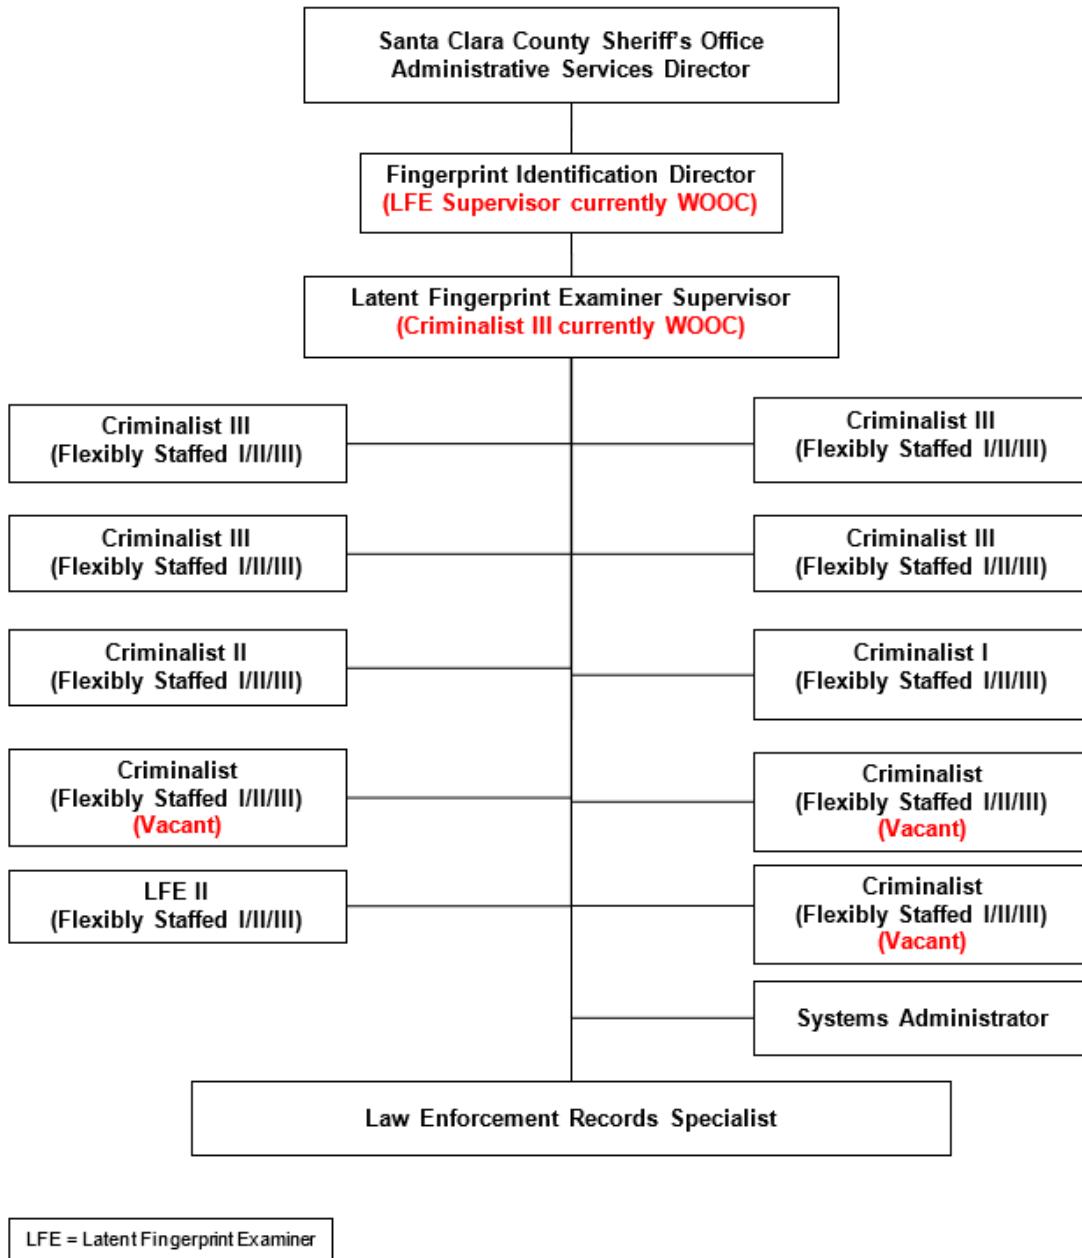 Santa Clara County Sheriff's Office
Administrative Services Director
Fingerprint Identification Director
(LFE Supervisor currently WOOC)
Latent Fingerprint Examiner Supervisor
(Criminalist III currently WOOC)
Criminalist III
(Flexibly Staffed I/II/III)
Criminalist III
(Flexibly Staffed I/II/III)
Criminalist III
(Flexibly Staffed I/II/III)
Criminalist III
(Flexibly Staffed I/II/III)
Criminalist II
(Flexibly Staffed I/II/III)
Criminalist I
(Flexibly Staffed I/II/III)
Criminalist
(Flexibly Staffed I/II/III)
(Vacant)
Criminalist
(Flexibly Staffed I/II/III)
(Vacant)
LFE II
(Flexibly Staffed I/II/III)
Criminalist
(Flexibly Staffed I/II/III)
(Vacant)
Systems Administrator
Law Enforcement Records Specialist
LFE = Latent Fingerprint Examiner